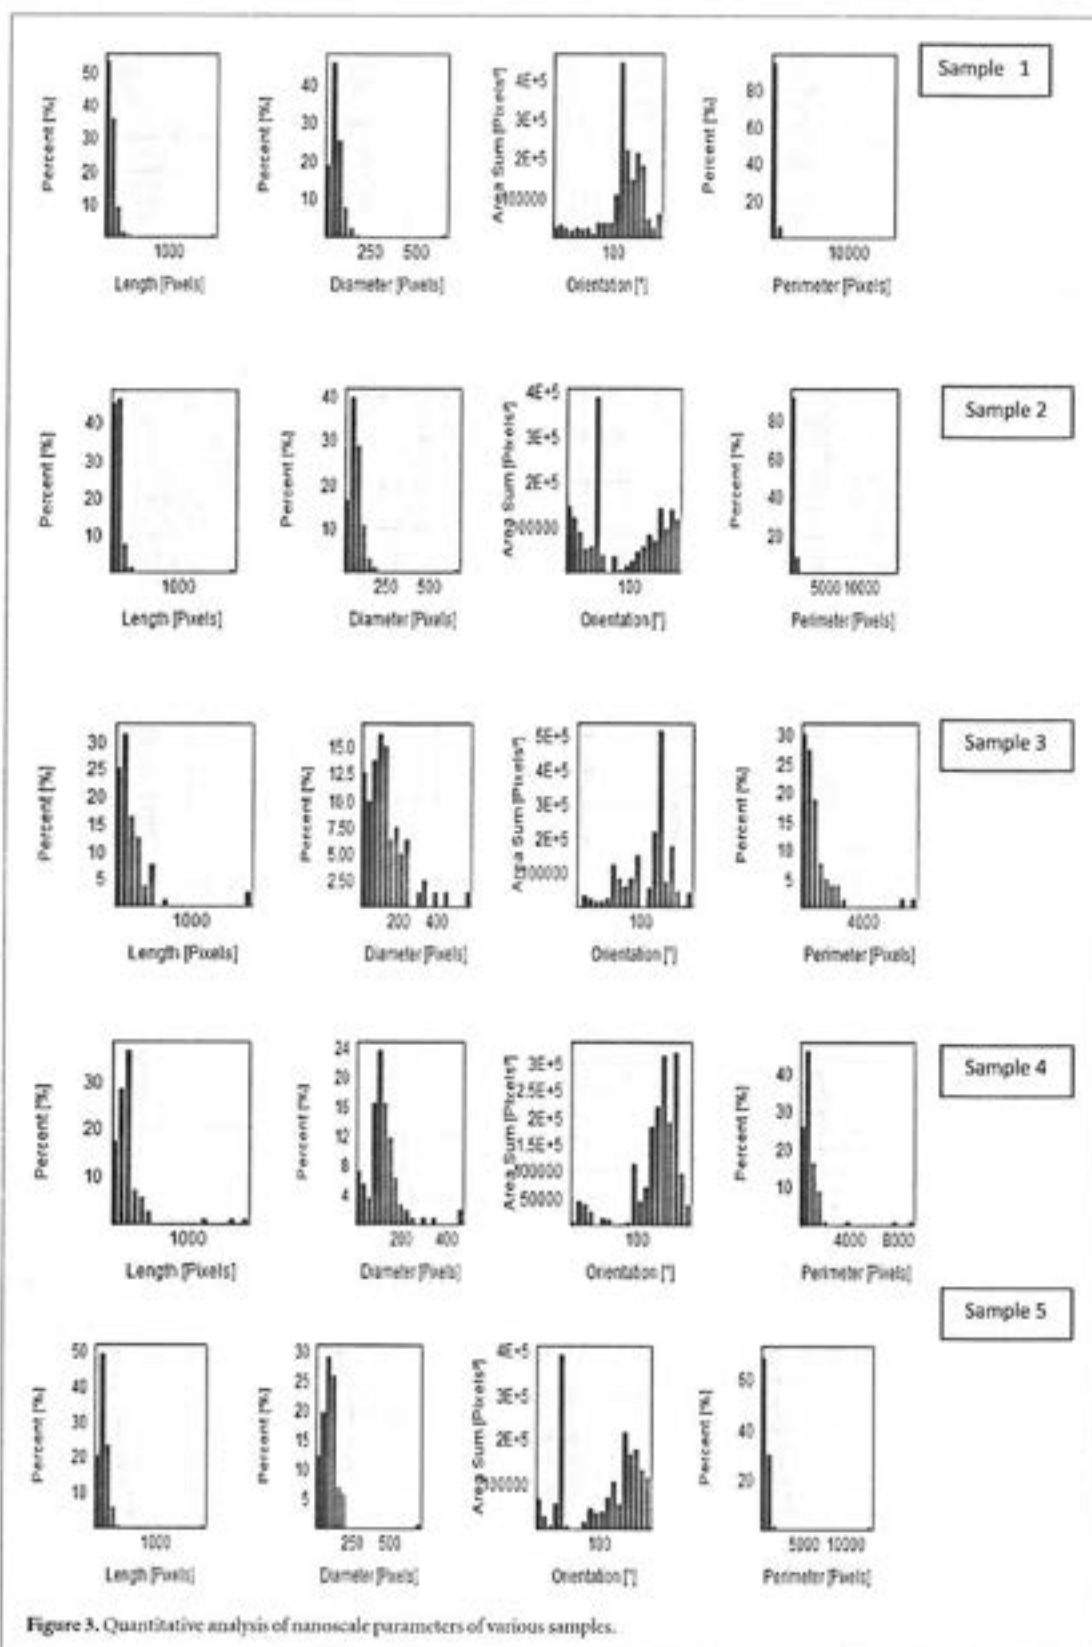 Sample 1
Percent [%]
50
40
30
20
10
1000
Length [Pixels]
Percent [%]
40
30
20
10
250 500
Diameter [Pixels]
Area Sum [Pixels²]
4E+5
3E+5
2E+5
100000
100
Orientation [°]
Percent [%]
80
60
40
20
10000
Perimeter [Pixels]
Sample 2
Percent [%]
40
30
20
10
1000
Length [Pixels]
Percent [%]
40
30
20
10
250 500
Diameter [Pixels]
Area Sum [Pixels²]
4E+5
3E+5
2E+5
00000
100
Orientation [°]
Percent [%]
80
60
40
20
5000 10000
Perimeter [Pixels]
Sample 3
Percent [%]
30
25
20
15
10
5
1000
Length [Pixels]
Percent [%]
15.0
12.5
10.0
7.50
5.00
2.50
200 400
Diameter [Pixels]
Area Sum [Pixels²]
5E+5
4E+5
3E+5
2E+5
100000
100
Orientation [°]
Percent [%]
30
25
20
15
10
5
4000
Perimeter [Pixels]
Sample 4
Percent [%]
30
20
10
1000
Length [Pixels]
Percent [%]
24
20
16
12
8
4
200 400
Diameter [Pixels]
Area Sum [Pixels²]
3E+5
2.5E+5
2E+5
1.5E+5
100000
50000
100
Orientation [°]
Percent [%]
40
30
20
10
4000 8000
Perimeter [Pixels]
Sample 5
Percent [%]
50
40
30
20
10
1000
Length [Pixels]
Percent [%]
30
25
20
15
10
5
250 500
Diameter [Pixels]
Area Sum [Pixels²]
4E+5
3E+5
2E+5
100000
100
Orientation [°]
Percent [%]
60
40
20
5000 10000
Perimeter [Pixels]
Figure 3. Quantitative analysis of nanoscale parameters of various samples.